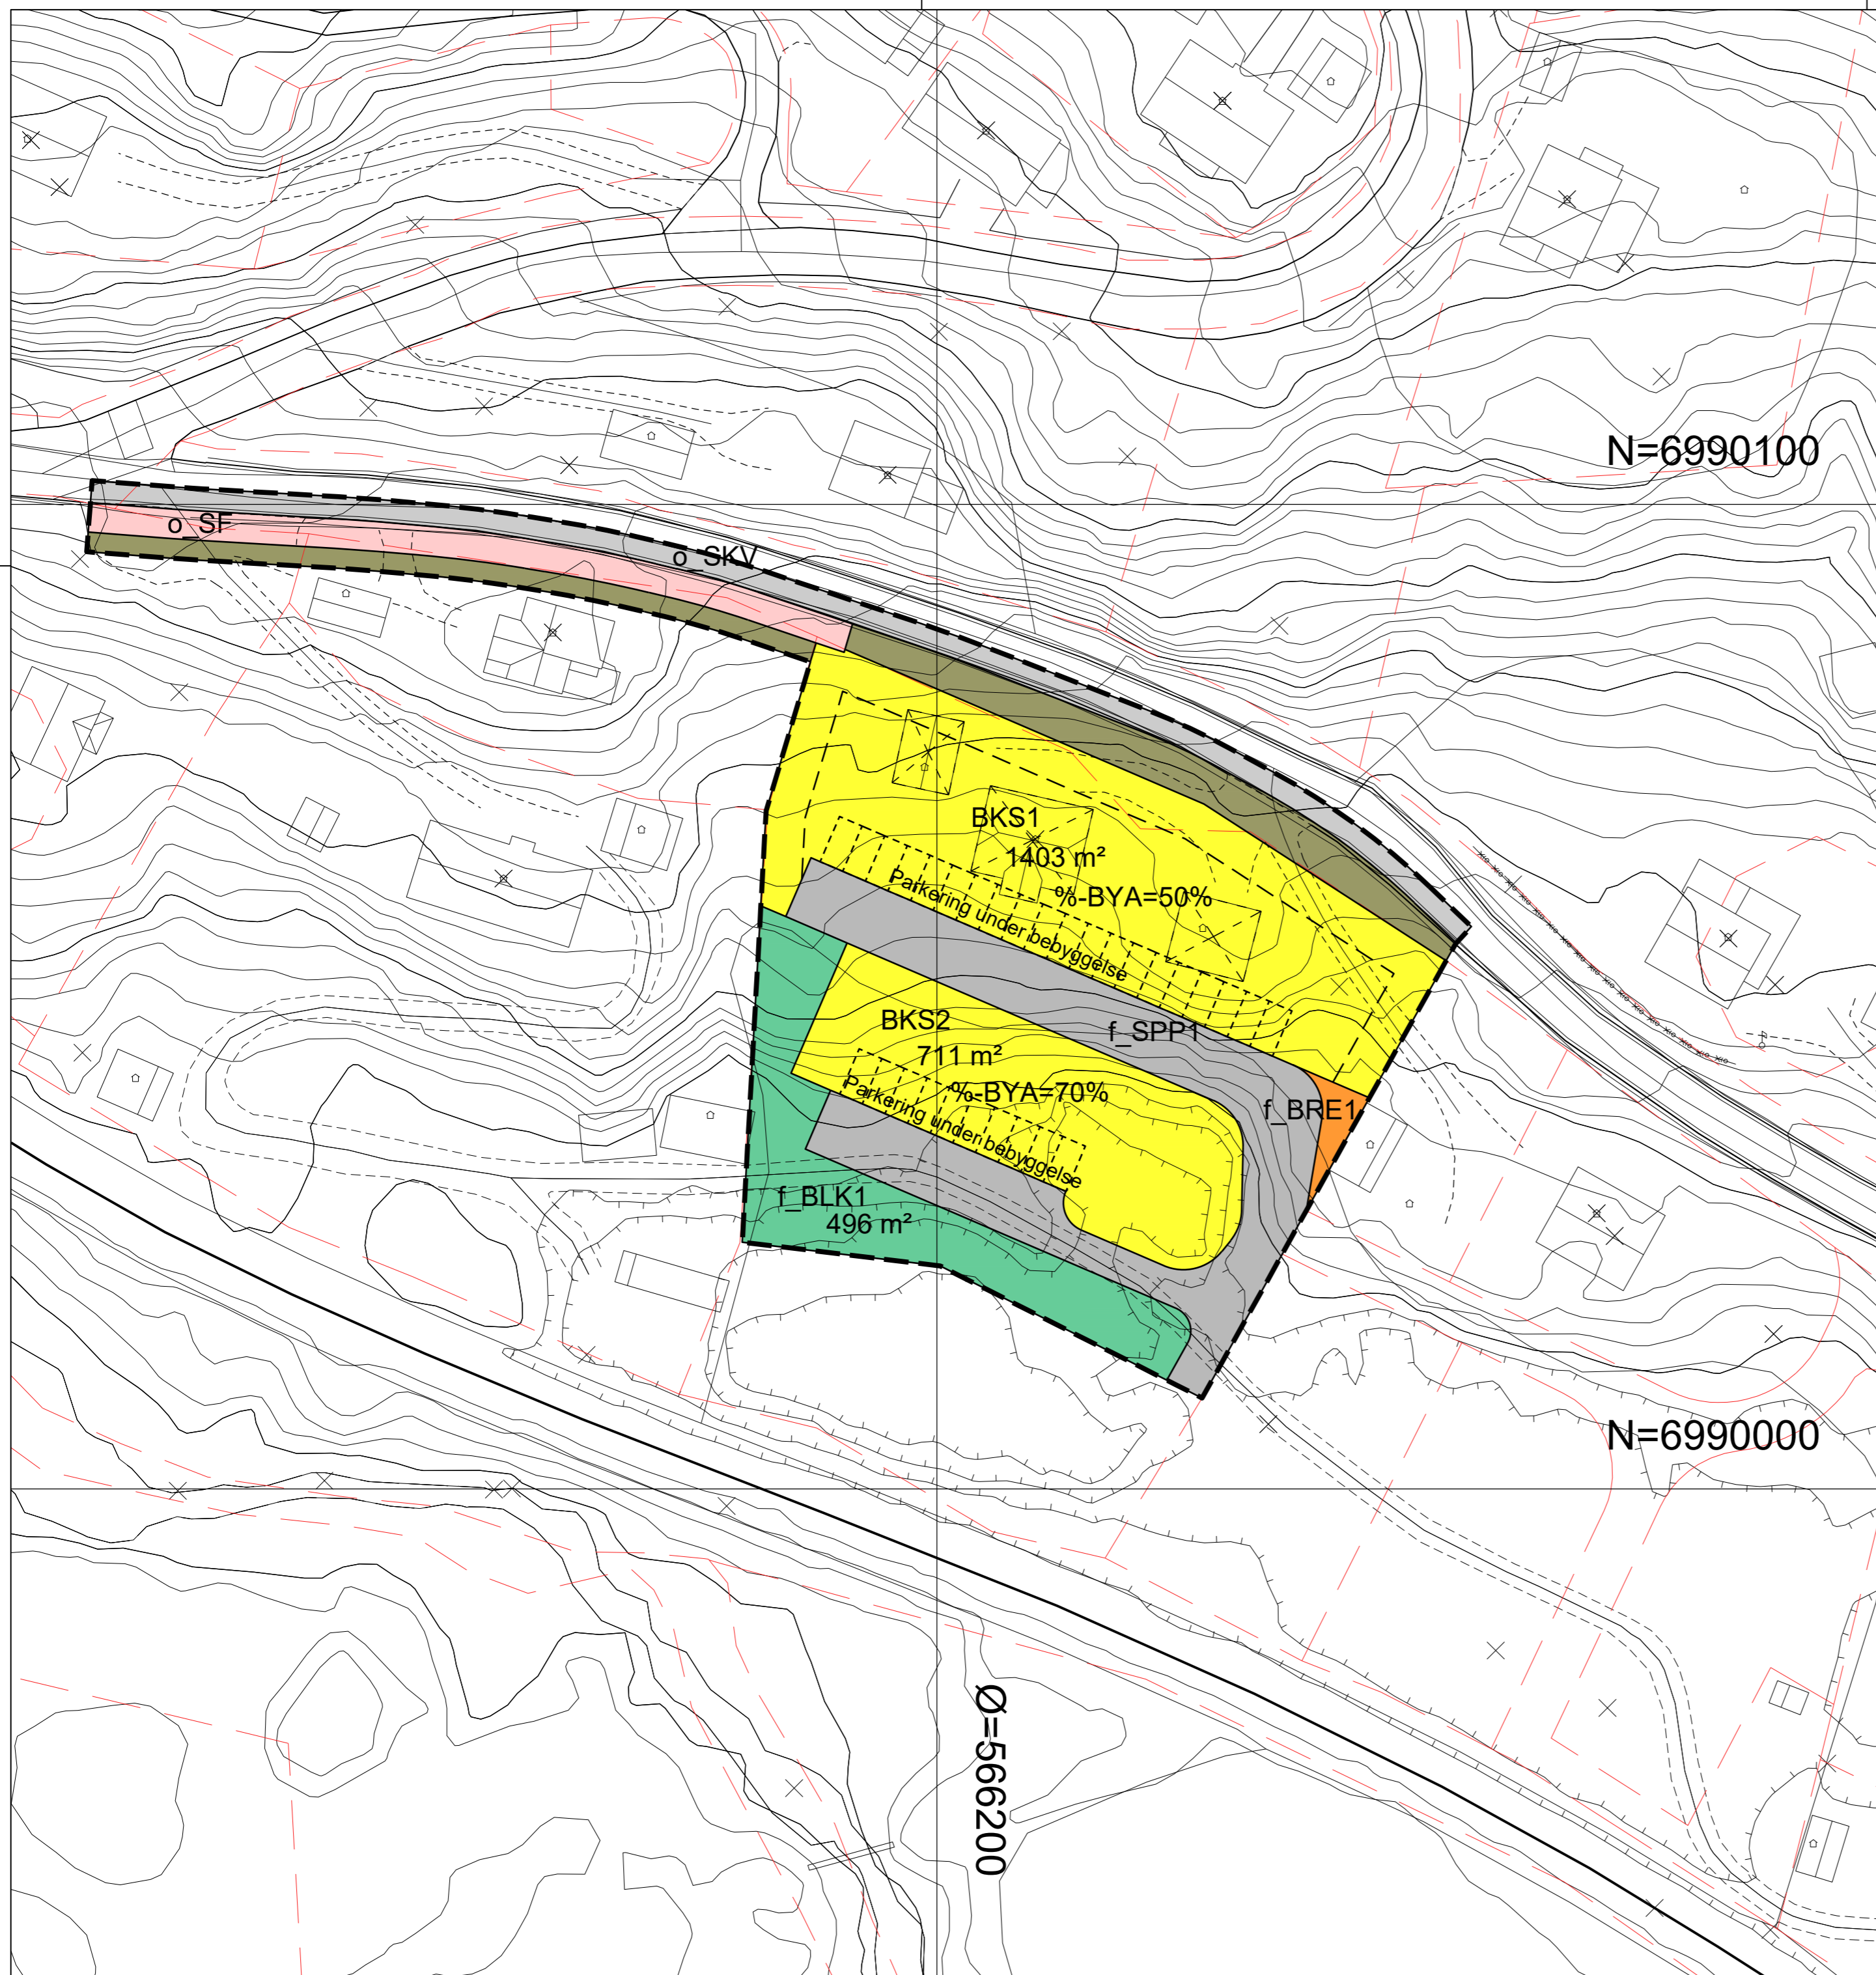 N=6990100
o_SF
o_SKV
BKS1
1403 m²
%-BYA=50%
Parkering under bebyggelse
BKS2
711 m²
%-BYA=70%
Parkering under bebyggelse
f_SPP1
f_BRE1
f_BLK1
496 m²
N=6990000
Ø=566200